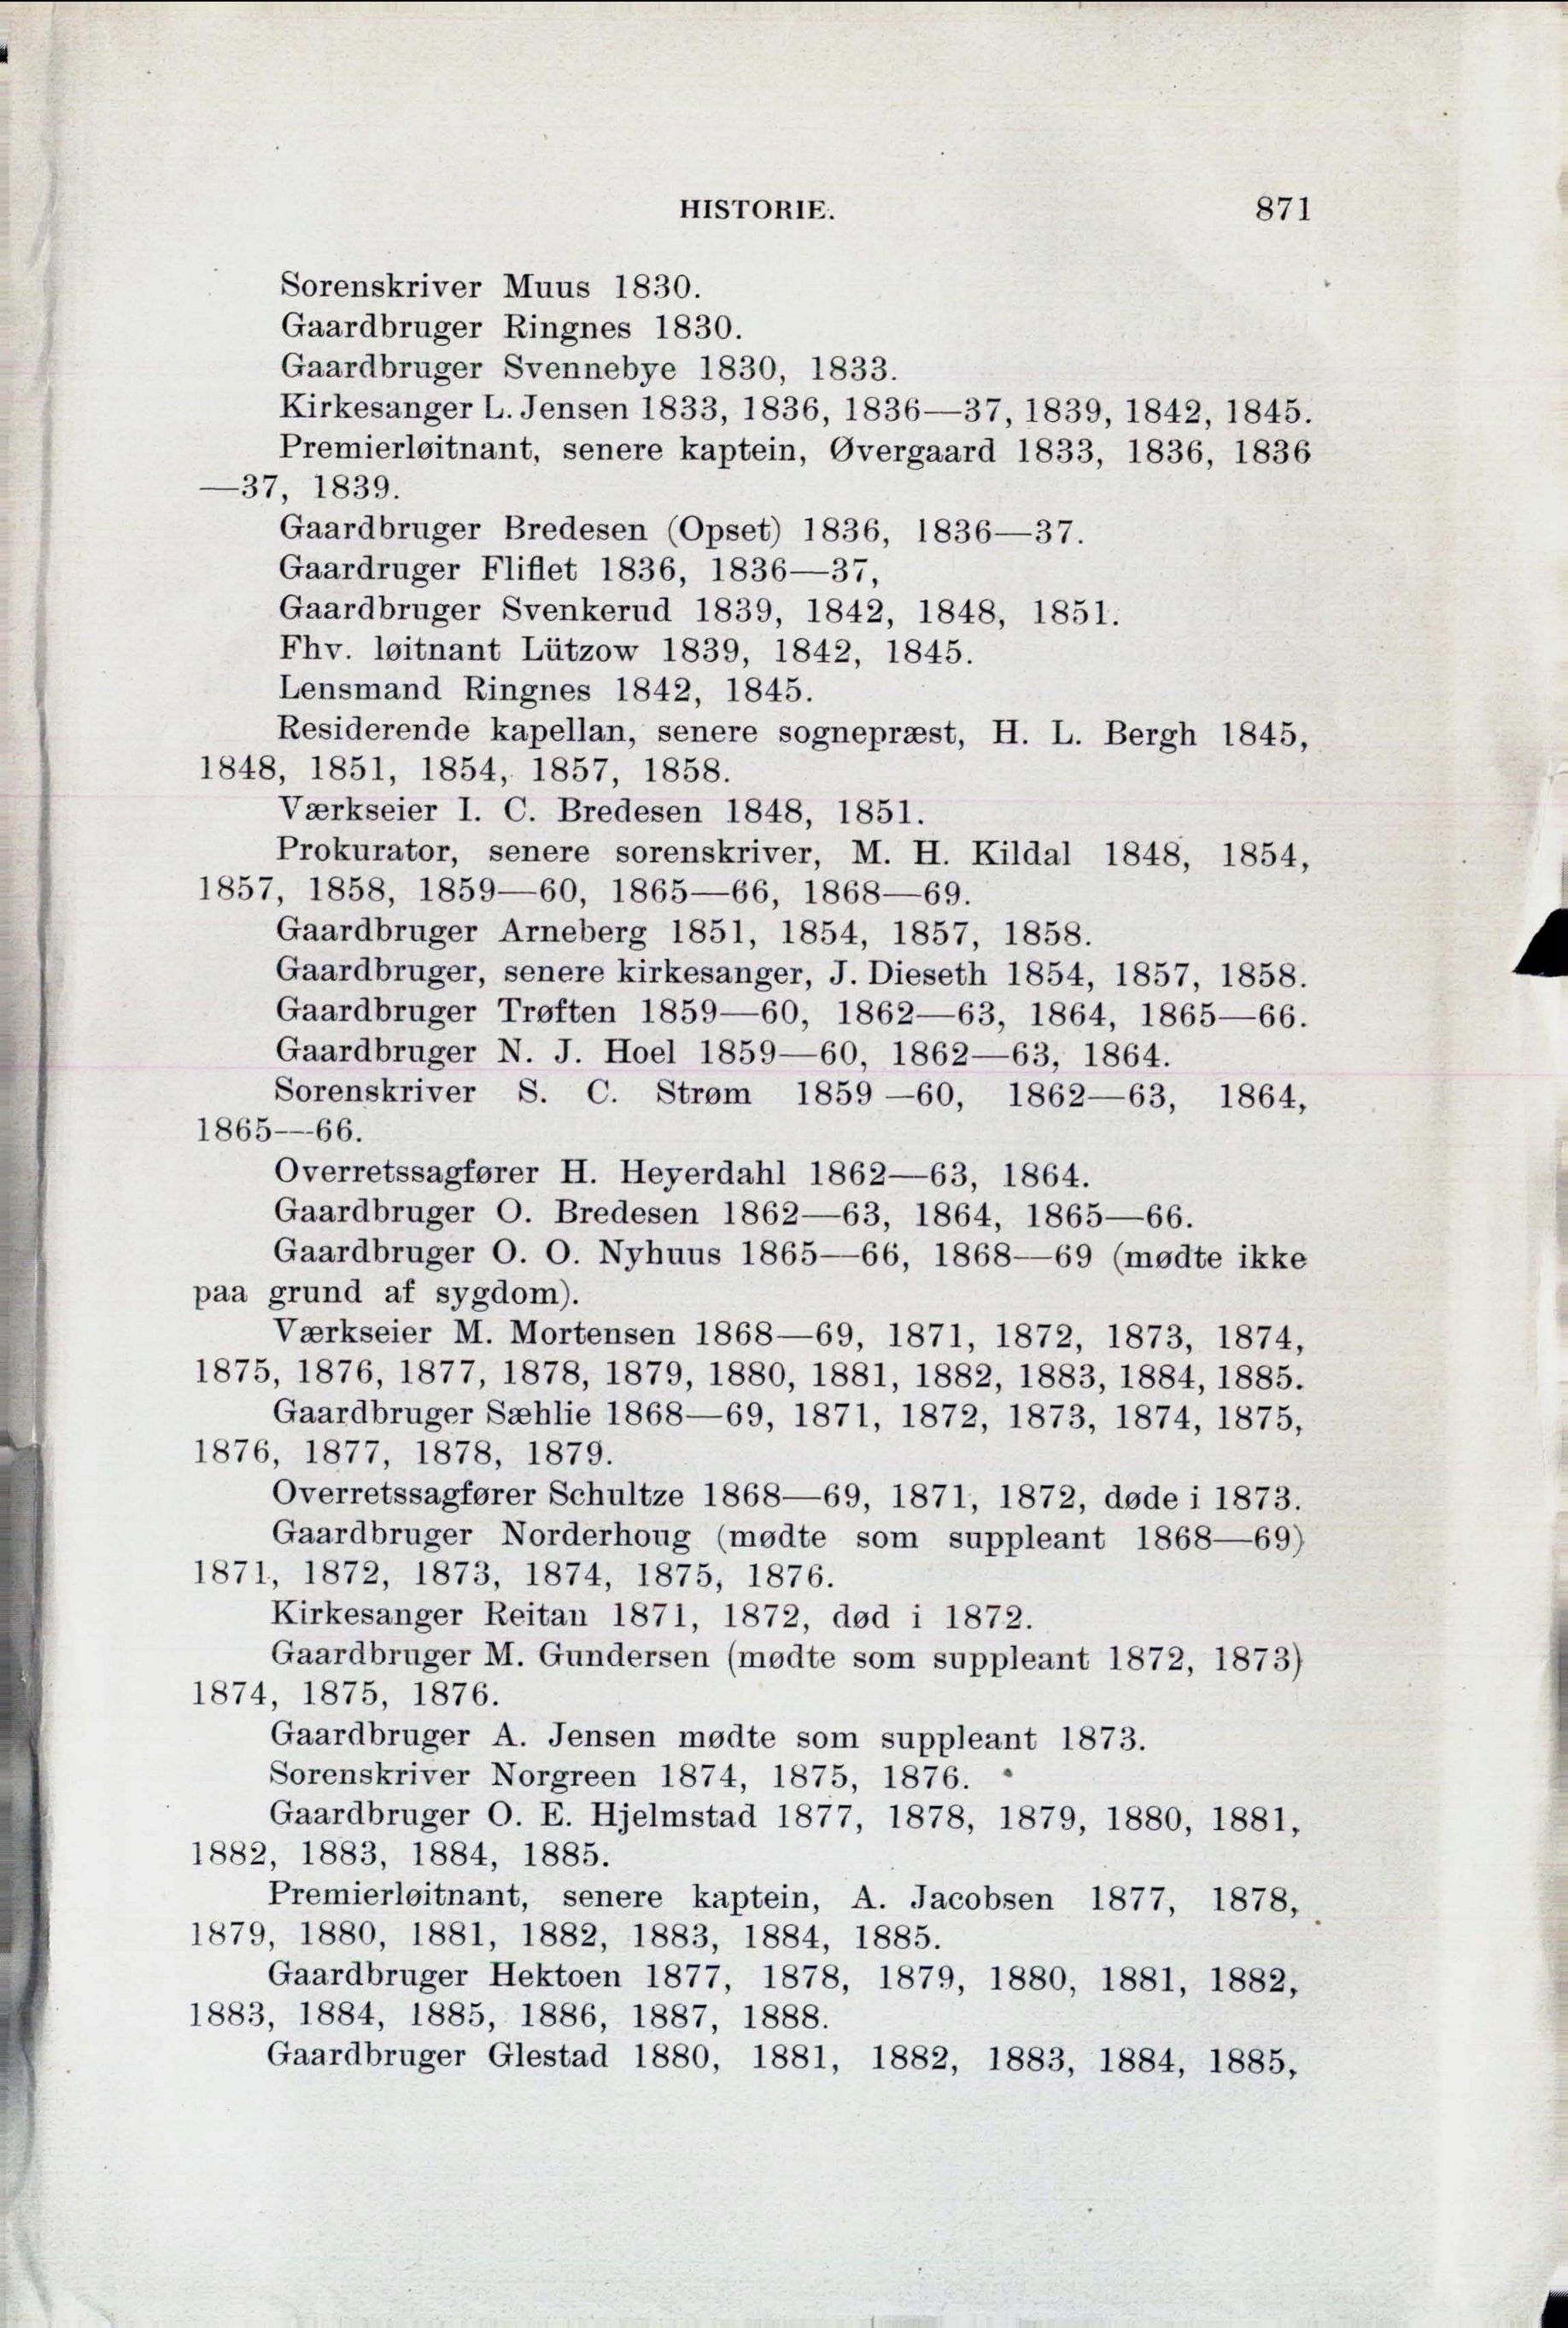 HISTORIE. 871
Sorenskriver Muus 1830.
Gaardbruger Ringnes 1830.
Gaardbruger Svennebye 1830, 1833.
Kirkesanger L. Jensen 1833, 1836, 1836—37, 1839, 1842, 1845.
Premierløitnant, senere kaptein, Øvergaard 1833, 1836, 1836
—37, 1839.
Gaardbruger Bredesen (Opset) 1836, 1836—37.
Gaardruger Fliflet 1836, 1836—37,
Gaardbruger Svenkerud 1839, 1842, 1848, 1851.
Fhv. løitnant Lützow 1839, 1842, 1845.
Lensmand Ringnes 1842, 1845.
Residerende kapellan, senere sognepræst, H. L. Bergh 1845,
1848, 1851, 1854, 1857, 1858.
Værkseier I. C. Bredesen 1848, 1851.
Prokurator, senere sorenskriver, M. H. Kildal 1848, 1854,
1857, 1858, 1859—60, 1865—66, 1868—69.
Gaardbruger Arneberg 1851, 1854, 1857, 1858.
Gaardbruger, senere kirkesanger, J. Dieseth 1854, 1857, 1858.
Gaardbruger Trøften 1859—60, 1862—63, 1864, 1865—66.
Gaardbruger N. J. Hoel 1859—60, 1862—63, 1864.
Sorenskriver S. C. Strøm 1859—60, 1862—63, 1864,
1865—66.
Overretssagfører H. Heyerdahl 1862—63, 1864.
Gaardbruger O. Bredesen 1862—63, 1864, 1865—66.
Gaardbruger O. O. Nyhuus 1865—66, 1868—69 (mødte ikke
paa grund af sygdom).
Værkseier M. Mortensen 1868—69, 1871, 1872, 1873, 1874,
1875, 1876, 1877, 1878, 1879, 1880, 1881, 1882, 1883, 1884, 1885.
Gaardbruger Sæhlie 1868—69, 1871, 1872, 1873, 1874, 1875,
1876, 1877, 1878, 1879.
Overretssagfører Schultze 1868—69, 1871, 1872, døde i 1873.
Gaardbruger Norderhoug (mødte som suppleant 1868—69)
1871, 1872, 1873, 1874, 1875, 1876.
Kirkesanger Reitan 1871, 1872, død i 1872.
Gaardbruger M. Gundersen (mødte som suppleant 1872, 1873)
1874, 1875, 1876.
Gaardbruger A. Jensen mødte som suppleant 1873.
Sorenskriver Norgreen 1874, 1875, 1876.
Gaardbruger O. E. Hjelmstad 1877, 1878, 1879, 1880, 1881,
1882, 1883, 1884, 1885.
Premierløitnant, senere kaptein, A. Jacobsen 1877, 1878,
1879, 1880, 1881, 1882, 1883, 1884, 1885.
Gaardbruger Hektoen 1877, 1878, 1879, 1880, 1881, 1882,
1883, 1884, 1885, 1886, 1887, 1888.
Gaardbruger Glestad 1880, 1881, 1882, 1883, 1884, 1885,